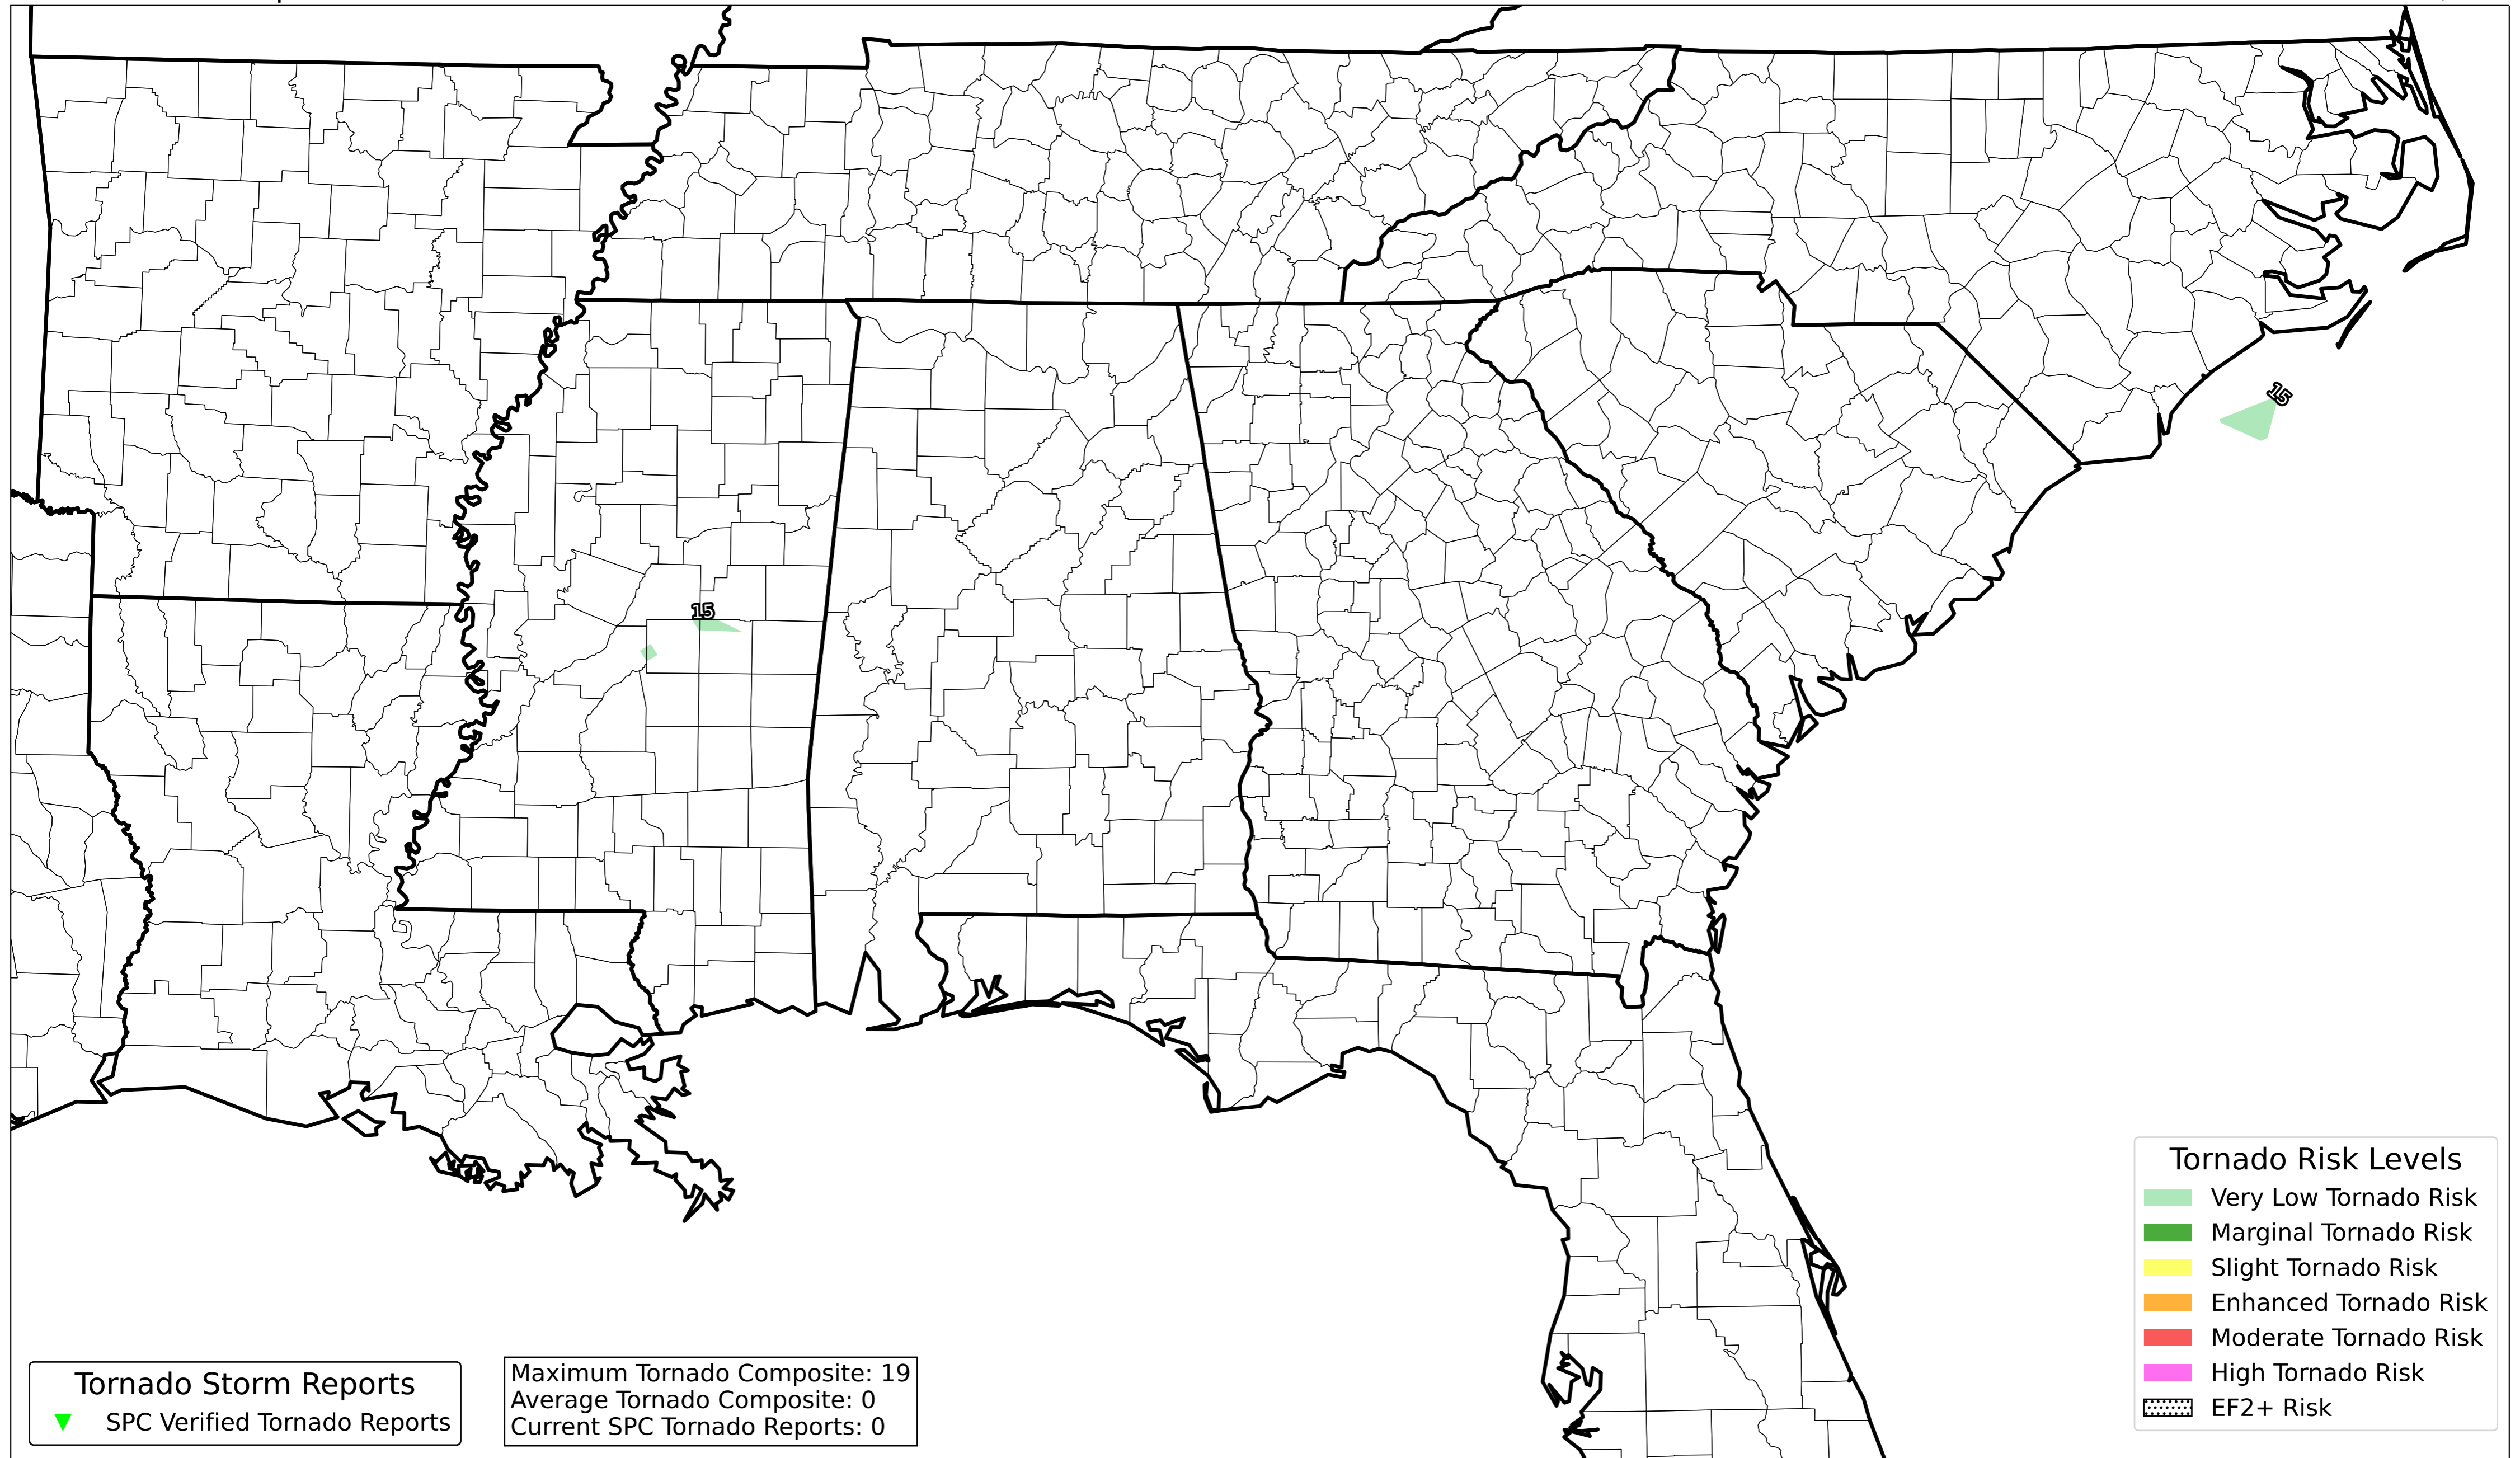 15
15
Tornado Risk Levels
Very Low Tornado Risk
Marginal Tornado Risk
Slight Tornado Risk
Enhanced Tornado Risk
Moderate Tornado Risk
High Tornado Risk
EF2+ Risk
Tornado Storm Reports
SPC Verified Tornado Reports
Maximum Tornado Composite: 19
Average Tornado Composite: 0
Current SPC Tornado Reports: 0